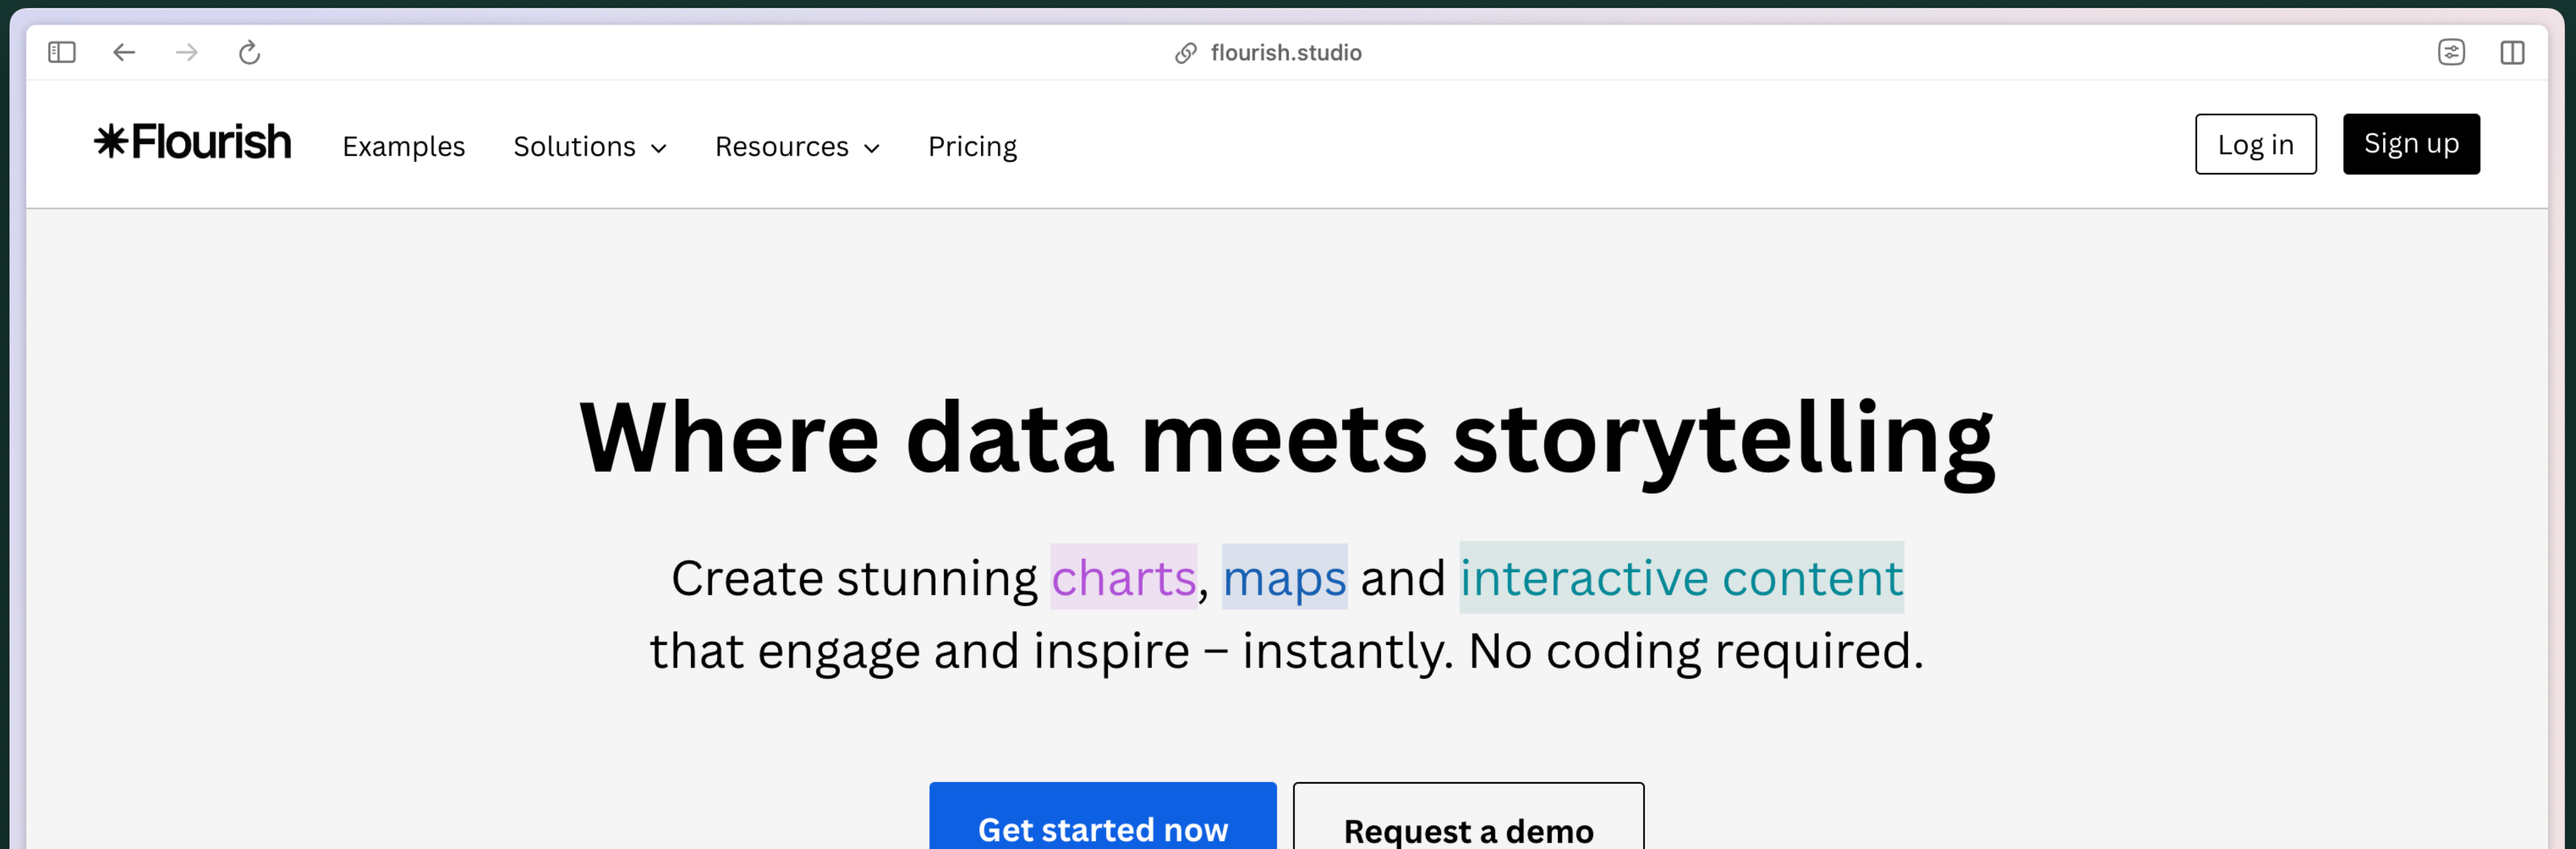 flourish.studio
Flourish
Examples
Solutions
Resources
Pricing
Log in
Sign up
Where data meets storytelling
Create stunning charts, maps and interactive content
that engage and inspire – instantly. No coding required.
Get started now
Request a demo